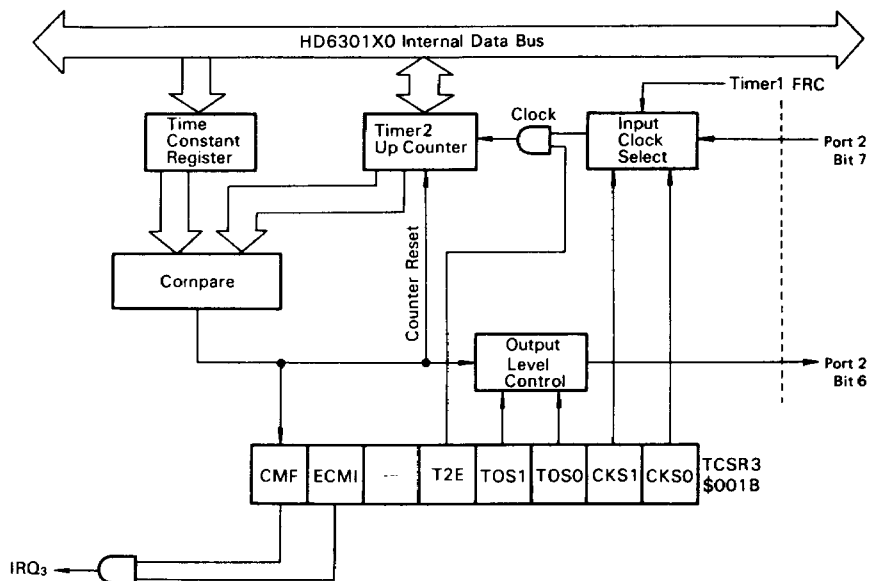 HD6301X0 Internal Data Bus
Timer1 FRC
Clock
Time
Constant
Register
Timer2
Up Counter
Input
Clock
Select
Port 2
Bit 7
Compare
Counter Reset
Output
Level
Control
Port 2
Bit 6
CMF ECMI --- T2E TOS1 TOS0 CKS1 CKS0
TCSR3
$001B
IRQ₃